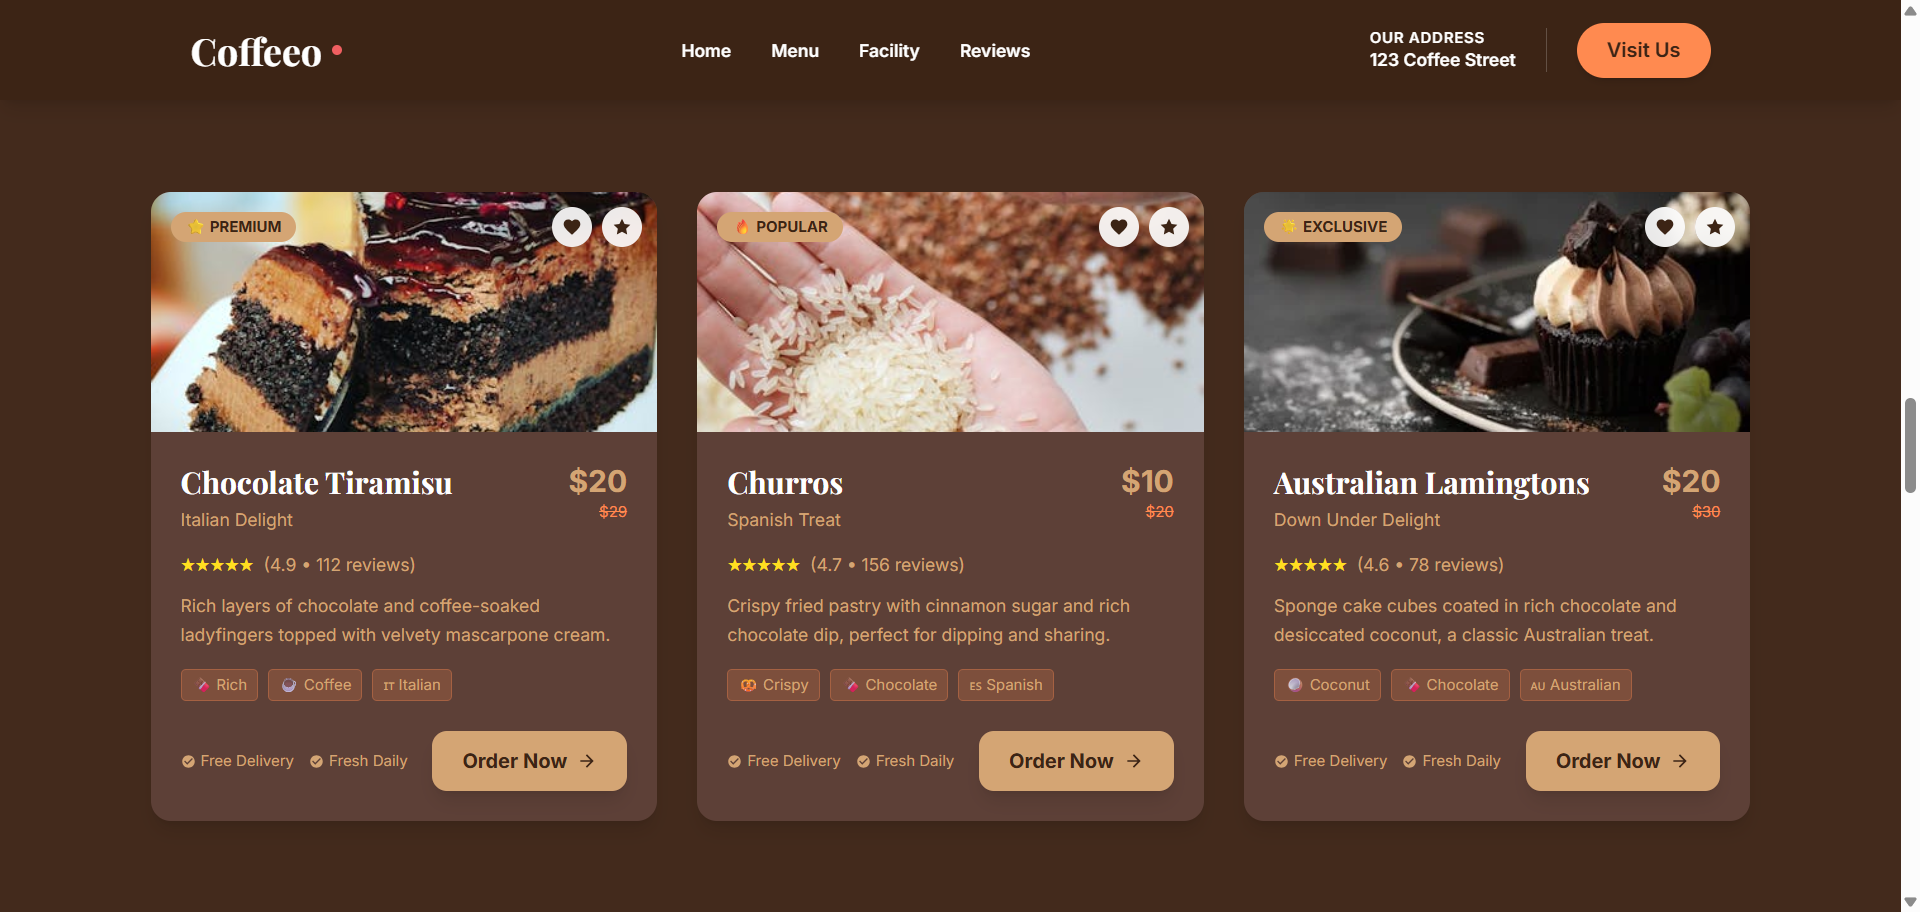 Coffeeo
Home Menu Facility Reviews
OUR ADDRESS
123 Coffee Street
Visit Us
PREMIUM
Chocolate Tiramisu
$20
$29
Italian Delight
★★★★★ (4.9 • 112 reviews)
Rich layers of chocolate and coffee-soaked
ladyfingers topped with velvety mascarpone cream.
Rich Coffee IT Italian
Free Delivery Fresh Daily
Order Now →
POPULAR
Churros
$10
$20
Spanish Treat
★★★★★ (4.7 • 156 reviews)
Crispy fried pastry with cinnamon sugar and rich
chocolate dip, perfect for dipping and sharing.
Crispy Chocolate ES Spanish
Free Delivery Fresh Daily
Order Now →
EXCLUSIVE
Australian Lamingtons
$20
$30
Down Under Delight
★★★★★ (4.6 • 78 reviews)
Sponge cake cubes coated in rich chocolate and
desiccated coconut, a classic Australian treat.
Coconut Chocolate AU Australian
Free Delivery Fresh Daily
Order Now →